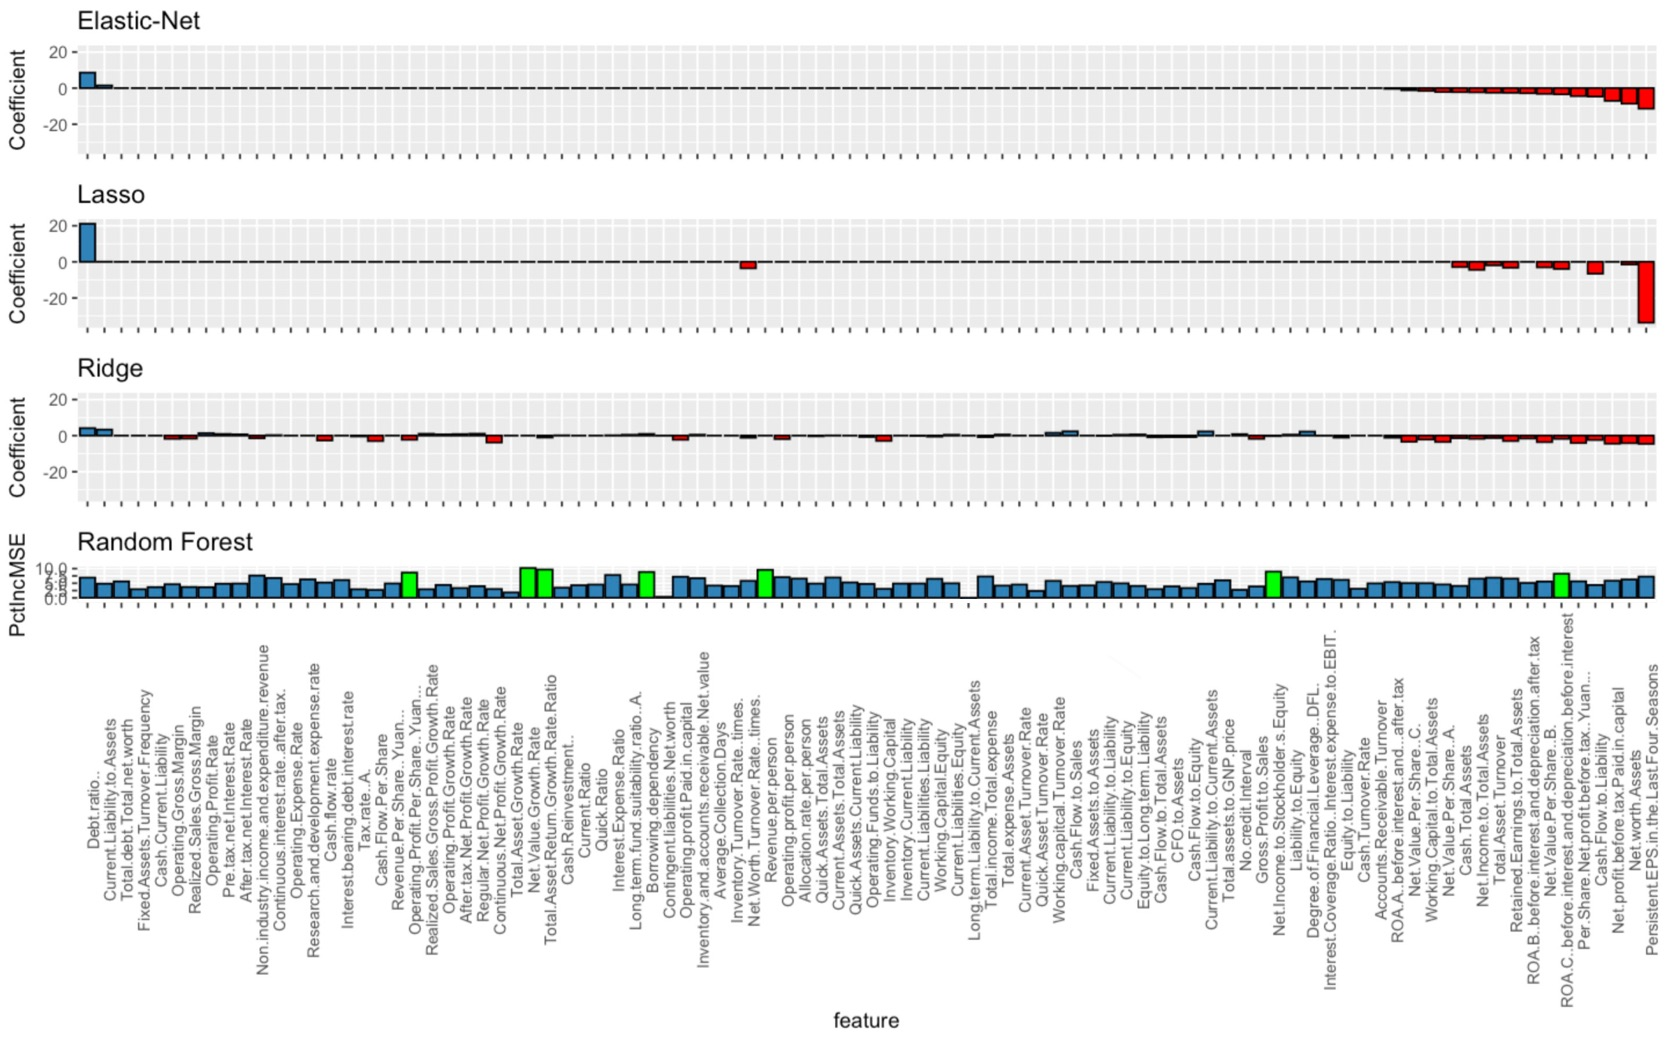 Elastic-Net
Coefficient
20
0
-20
Lasso
Coefficient
20
0
-20
Ridge
Coefficient
20
0
-20
Random Forest
PctIncMSE
10.0
7.5
5.0
2.5
0.0
Debt.ratio..
Current.Liability.to.Assets
Total.debt.Total.net.worth
Fixed.Assets.Turnover.Frequency
Cash.Current.Liability
Operating.Gross.Margin
Realized.Sales.Gross.Margin
Operating.Profit.Rate
Pre.tax.net.Interest.Rate
After.tax.net.Interest.Rate
Non.industry.income.and.expenditure.revenue
Continuous.interest.rate..after.tax.
Operating.Expense.Rate
Research.and.development.expense.rate
Cash.flow.rate
Interest.bearing.debt.interest.rate
Tax.rate..A.
Cash.Flow.Per.Share
Revenue.Per.Share..Yuan...
Operating.Profit.Per.Share..Yuan...
Realized.Sales.Gross.Profit.Growth.Rate
Operating.Profit.Growth.Rate
After.tax.Net.Profit.Growth.Rate
Regular.Net.Profit.Growth.Rate
Continuous.Net.Profit.Growth.Rate
Total.Asset.Growth.Rate
Net.Value.Growth.Rate
Total.Asset.Return.Growth.Rate.Ratio
Cash.Reinvestment..
Current.Ratio
Quick.Ratio
Interest.Expense.Ratio
Long.term.fund.suitability.ratio..A.
Borrowing.dependency
Contingent.liabilities.Net.worth
Operating.profit.Paid.in.capital
Inventory.and.accounts.receivable.Net.value
Average.Collection.Days
Inventory.Turnover.Rate..times.
Net.Worth.Turnover.Rate..times.
Revenue.per.person
Operating.profit.per.person
Allocation.rate.per.person
Quick.Assets.Total.Assets
Current.Assets.Total.Assets
Quick.Assets.Current.Liability
Operating.Funds.to.Liability
Inventory.Working.Capital
Inventory.Current.Liability
Current.Liabilities.Liability
Working.Capital.Equity
Current.Liabilities.Equity
Long.term.Liability.to.Current.Assets
Total.income.Total.expense
Total.expense.Assets
Current.Asset.Turnover.Rate
Quick.Asset.Turnover.Rate
Working.capitcal.Turnover.Rate
Cash.Flow.to.Sales
Fixed.Assets.to.Assets
Current.Liability.to.Liability
Current.Liability.to.Equity
Equity.to.Long.term.Liability
Cash.Flow.to.Total.Assets
CFO.to.Assets
Cash.Flow.to.Equity
Current.Liability.to.Current.Assets
Total.assets.to.GNP.price
No.credit.Interval
Gross.Profit.to.Sales
Net.Income.to.Stockholder.s.Equity
Liability.to.Equity
Degree.of.Financial.Leverage..DFL.
Interest.Coverage.Ratio..Interest.expense.to.EBIT.
Equity.to.Liability
Cash.Turnover.Rate
Accounts.Receivable.Turnover
ROA.A..before.interest.and...after.tax
Net.Value.Per.Share..C.
Working.Capital.to.Total.Assets
Net.Value.Per.Share..A.
Cash.Total.Assets
Net.Income.to.Total.Assets
Total.Asset.Turnover
Retained.Earnings.to.Total.Assets
ROA.B..before.interest.and.depreciation.after.tax
Net.Value.Per.Share..B.
ROA.C..before.interest.and.depreciation.before.interest
Per.Share.Net.profit.before.tax..Yuan...
Cash.Flow.to.Liability
Net.profit.before.tax.Paid.in.capital
Net.worth.Assets
Persistent.EPS.in.the.Last.Four.Seasons
feature